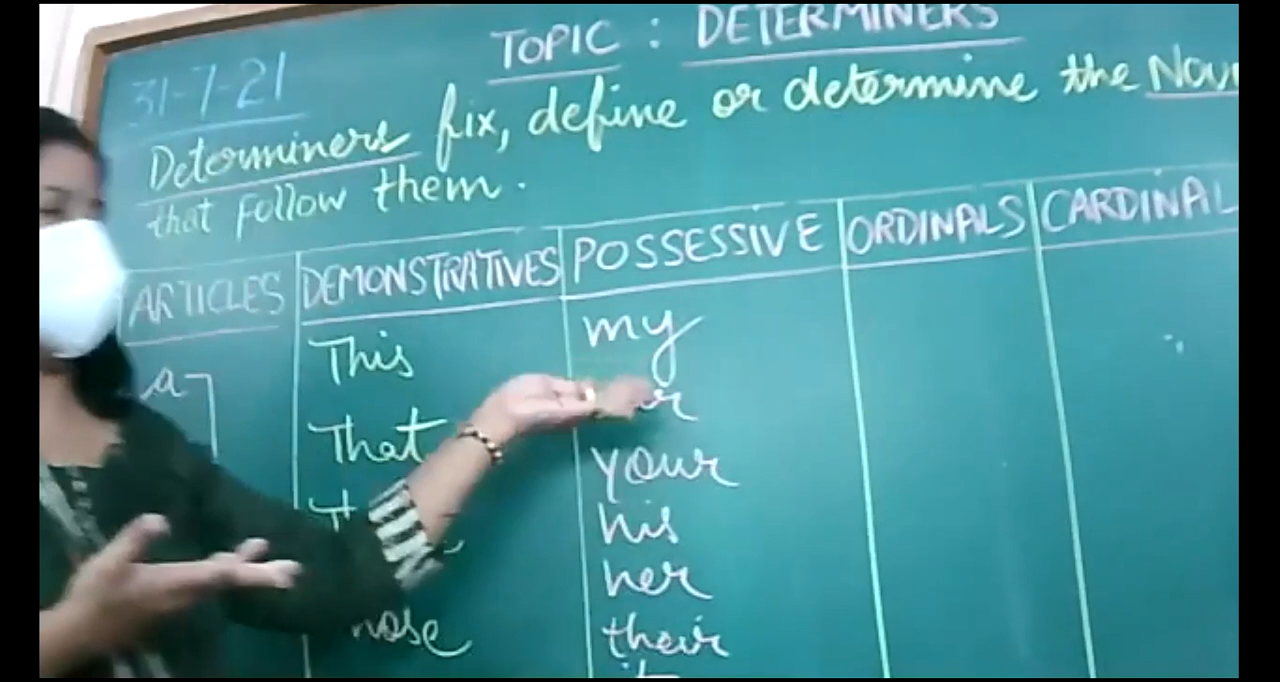 TOPIC : DETERMINERS
31-7-21
Determiners fix, define or determine the Nou
that follow them.
ARTICLES DEMONSTRATIVES POSSESSIVE ORDINALS CARDINAL
a This my
That
your
his
her
hose their